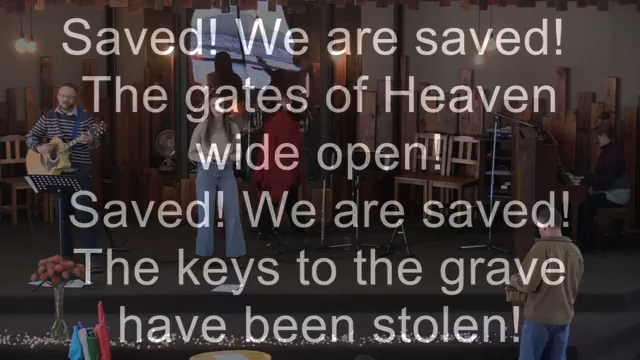 Saved! We are saved!
The gates of Heaven
wide open!
Saved! We are saved!
The keys to the grave
have been stolen!